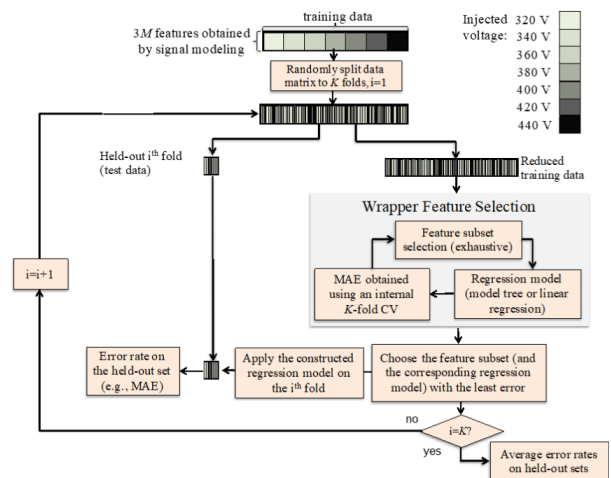 training data
3M features obtained
by signal modeling
Injected
voltage:
320 V
340 V
360 V
380 V
400 V
420 V
440 V
Randomly split data
matrix to K folds, i=1
Held-out ith fold
(test data)
Reduced
training data
Wrapper Feature Selection
Feature subset
selection (exhaustive)
MAE obtained
using an internal
K-fold CV
Regression model
(model tree or linear
regression)
i=i+1
Error rate on
the held-out set
(e.g., MAE)
Apply the constructed
regression model on
the ith fold
Choose the feature subset (and
the corresponding regression
model) with the least error
no
i=K?
yes
Average error rates
on held-out sets